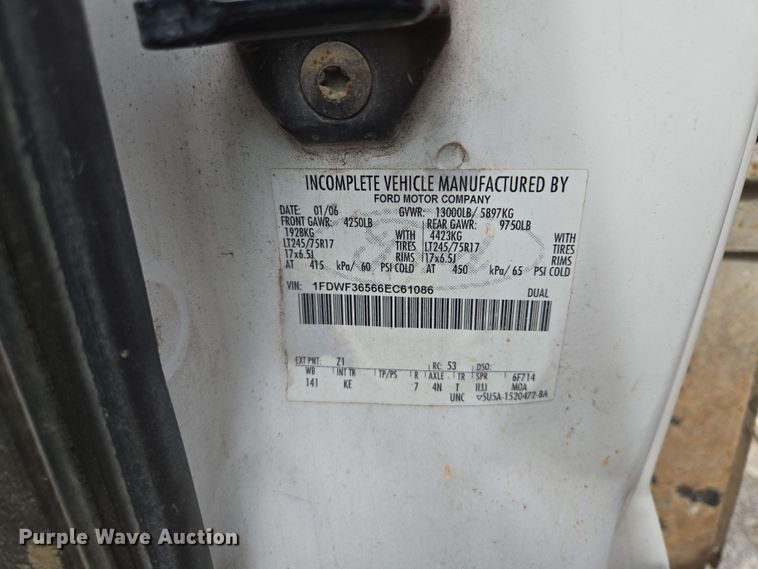 INCOMPLETE VEHICLE MANUFACTURED BY
FORD MOTOR COMPANY
DATE: 01/06 GVWR: 13000LB/ 5897KG
FRONT GAWR: 4250LB REAR GAWR: 9750LB
1928KG WITH 4423KG WITH
LT245/75R17 TIRES LT245/75R17 TIRES
17x6.5J RIMS 17x6.5J RIMS
AT 415 kPa/ 60 PSI COLD AT 450 kPa/ 65 PSI COLD
VIN: 1FDWF36566EC61086 DUAL
EXT PNT: Z1 RC: 53 DSO:
WB INT TR TP/PS R AXLE TR SPR 6F714
141 KE 7 4N T IIJJ MOA
UNC 5U5A-1520472-BA
Purple Wave Auction